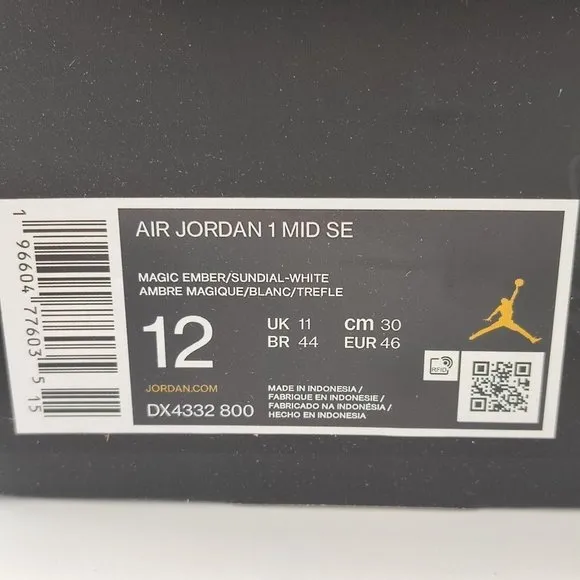 AIR JORDAN 1 MID SE
MAGIC EMBER/SUNDIAL-WHITE
AMBRE MAGIQUE/BLANC/TREFLE
12
UK 11 cm 30
BR 44 EUR 46
JORDAN.COM
DX4332 800
MADE IN INDONESIA /
FABRIQUE EN INDONESIE /
FABRICADO NA INDONÉSIA /
HECHO EN INDONESIA
RFID
1 96604 77603 5 15